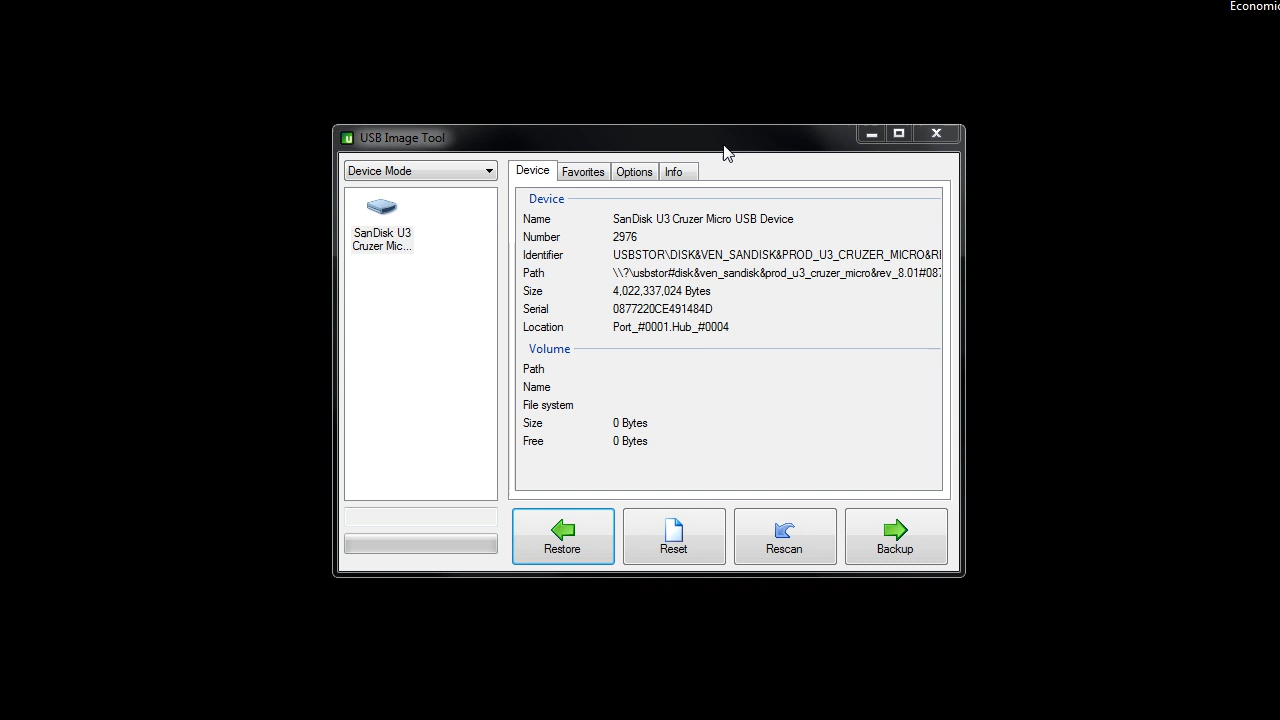 Economic
USB Image Tool
Device Mode
SanDisk U3
Cruzer Mic...
Device
Favorites
Options
Info
Device
Name SanDisk U3 Cruzer Micro USB Device
Number 2976
Identifier USBSTOR\DISK&VEN_SANDISK&PROD_U3_CRUZER_MICRO&RE
Path \\?\usbstor#disk&ven_sandisk&prod_u3_cruzer_micro&rev_8.01#087
Size 4,022,337,024 Bytes
Serial 0877220CE491484D
Location Port_#0001.Hub_#0004
Volume
Path
Name
File system
Size 0 Bytes
Free 0 Bytes
Restore
Reset
Rescan
Backup